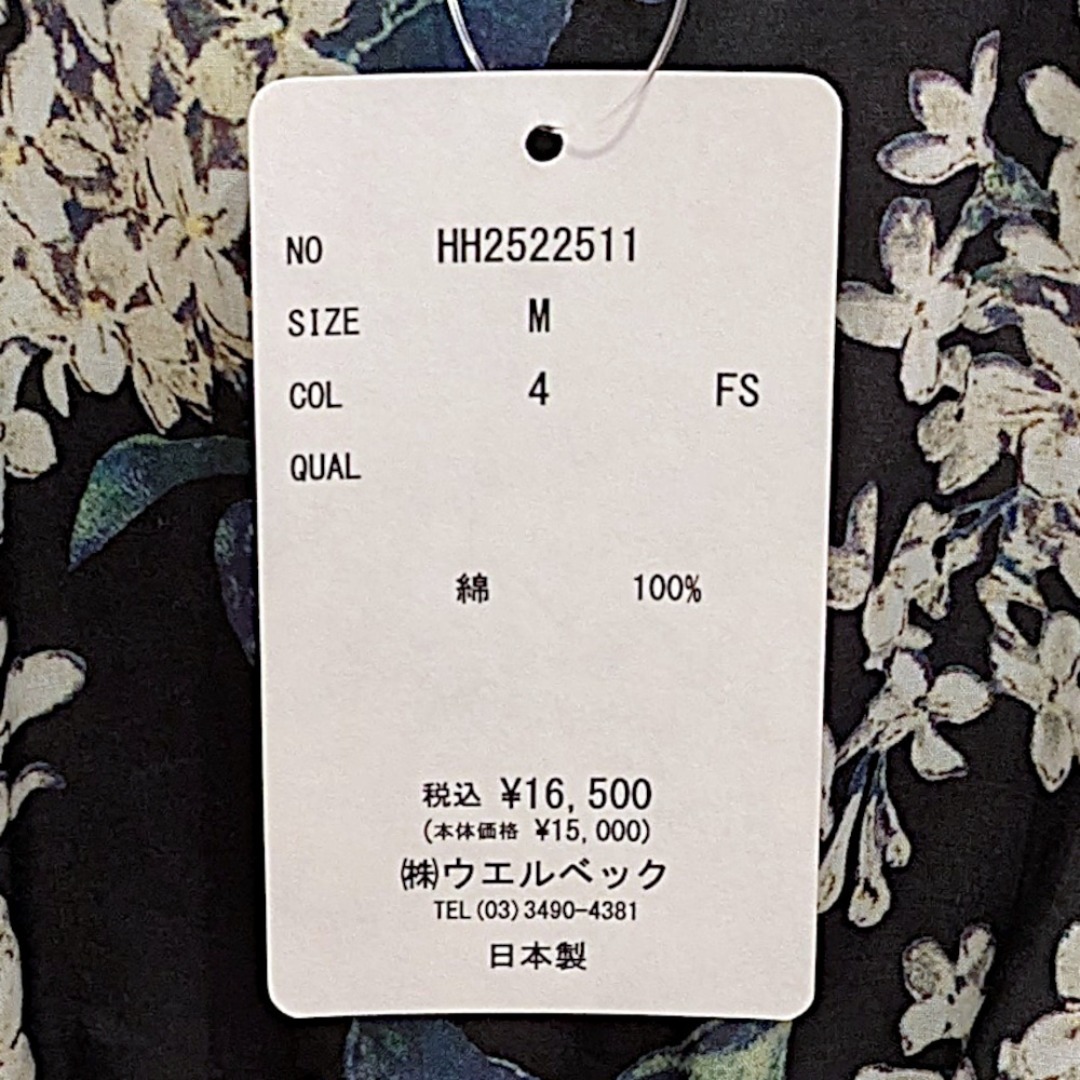 NO HH2522511
SIZE M
COL 4 FS
QUAL
綿 100%
税込 ¥16,500
(本体価格 ¥15,000)
㈱ウエルベック
TEL(03)3490-4381
日本製